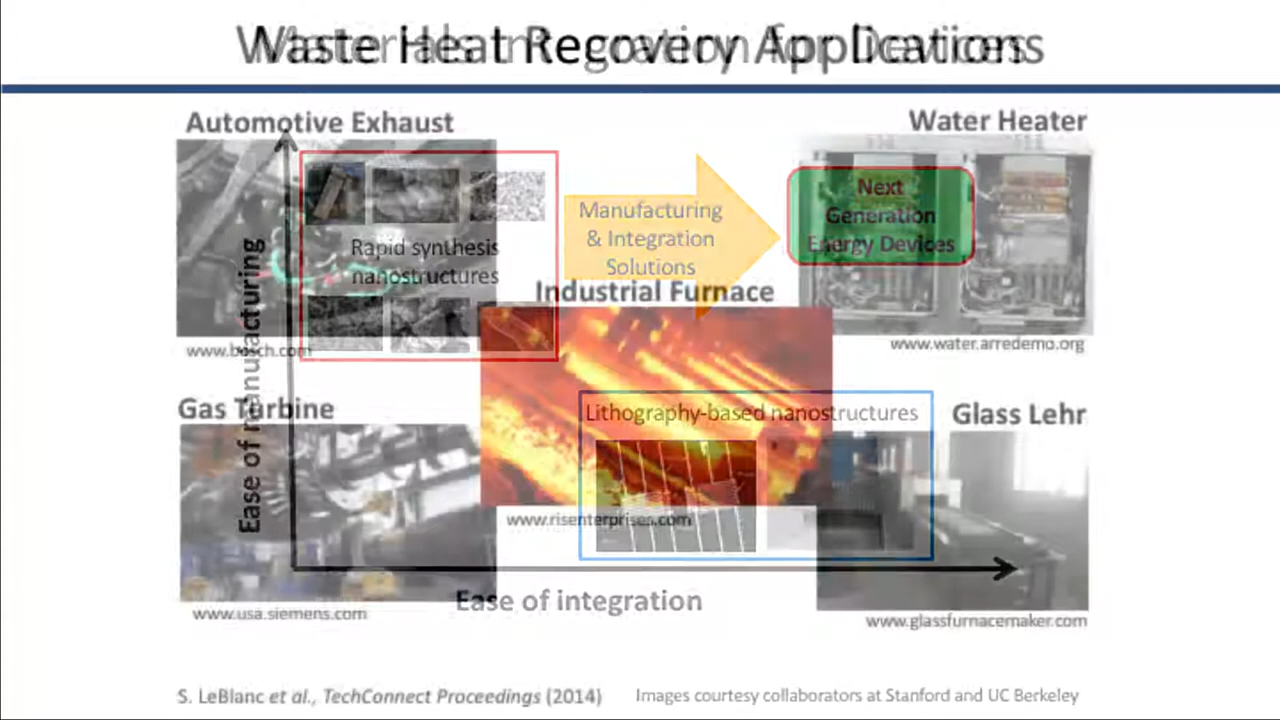 Waste Heat Recovery Applications
Automotive Exhaust
Water Heater
Next
Generation
Energy Devices
Manufacturing
& Integration
Solutions
Rapid synthesis
nanostructures
Industrial Furnace
www.bosch.com
www.water.arredemo.org
Ease of manufacturing
Gas Turbine
Lithography-based nanostructures
Glass Lehr
www.risenterprises.com
Ease of integration
www.usa.siemens.com
www.glassfurnacemaker.com
S. LeBlanc et al., TechConnect Proceedings (2014)
Images courtesy collaborators at Stanford and UC Berkeley